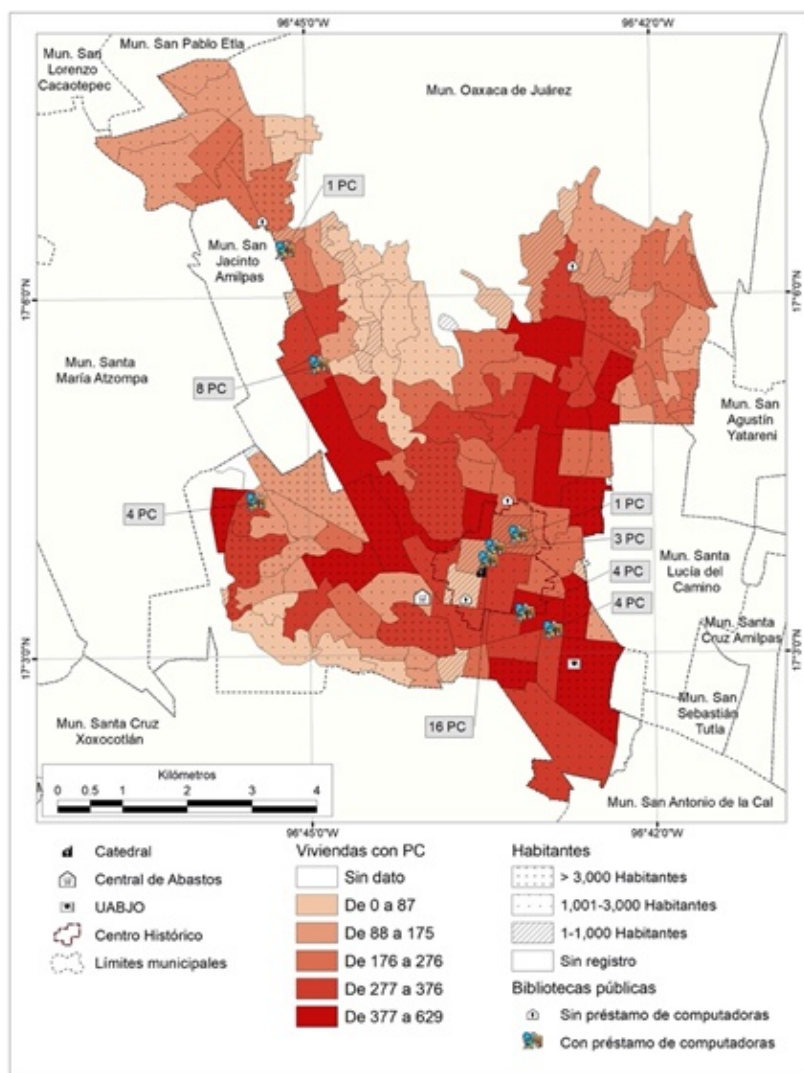 96°45'0"W
96°42'0"W
Mun. San Pablo Etla
Mun. San
Lorenzo
Cacaotepec
Mun. Oaxaca de Juárez
1 PC
Mun. San
Jacinto
Amilpas
17°6'0"N
17°6'0"N
Mun. Santa
María Atzompa
8 PC
Mun. San
Agustín
Yatareni
4 PC
1 PC
3 PC
Mun. Santa
Lucía del
Camino
4 PC
4 PC
Mun. Santa
Cruz Amilpas
17°3'0"N
17°3'0"N
Mun. San
Sebastián
Tutla
16 PC
Mun. Santa Cruz
Xoxocotlán
Kilómetros
0 0.5 1 2 3 4
Mun. San Antonio de la Cal
96°45'0"W
96°42'0"W
Catedral
Central de Abastos
UABJO
Centro Histórico
Límites municipales
Viviendas con PC
Sin dato
De 0 a 87
De 88 a 175
De 176 a 276
De 277 a 376
De 377 a 629
Habitantes
> 3,000 Habitantes
1,001-3,000 Habitantes
1-1,000 Habitantes
Sin registro
Bibliotecas públicas
Sin préstamo de computadoras
Con préstamo de computadoras